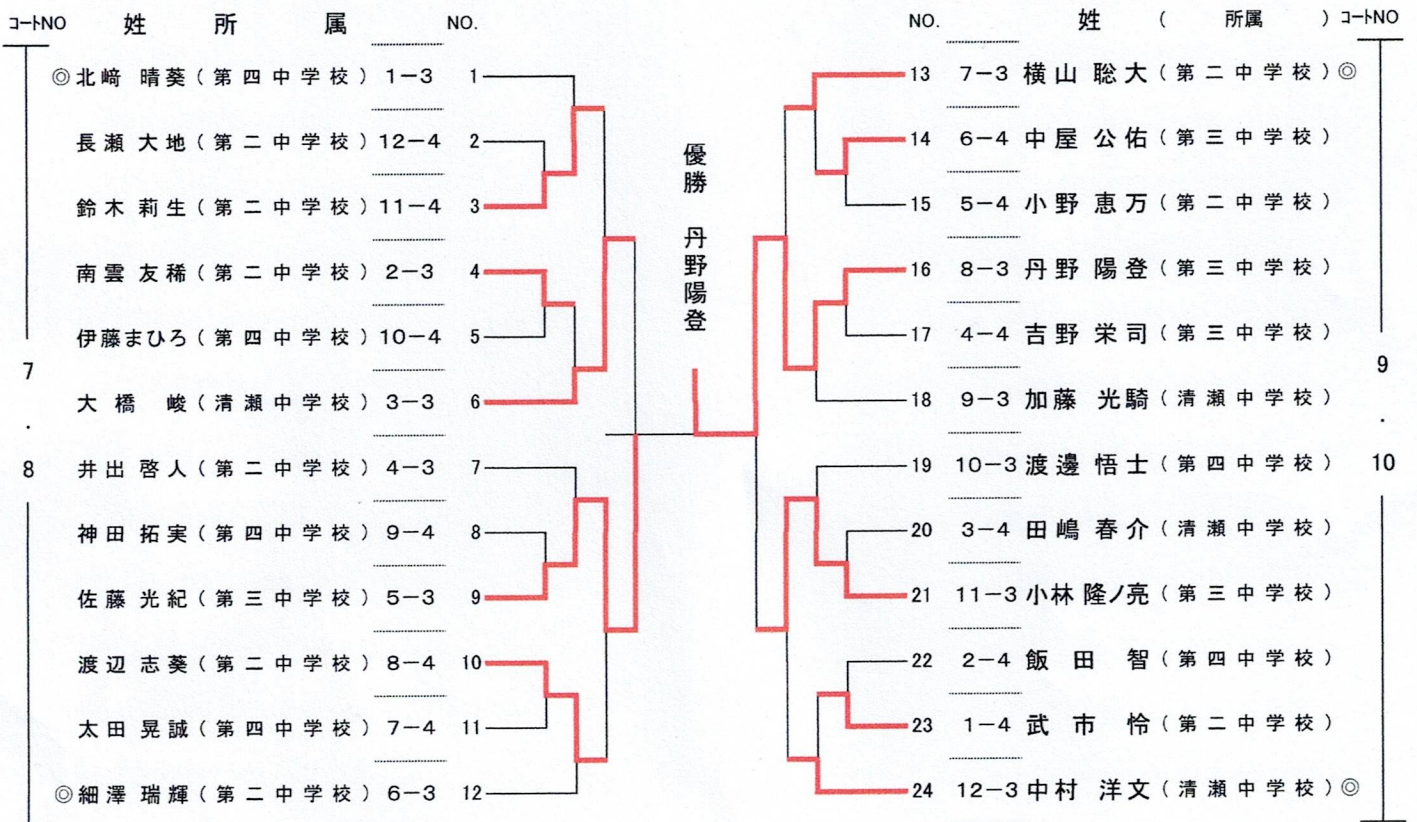 コートNO 姓 所 属 NO.
◎北﨑 晴葵(第四中学校) 1-3 1
長瀬 大地(第二中学校) 12-4 2
鈴木 莉生(第二中学校) 11-4 3
南雲 友稀(第二中学校) 2-3 4
伊藤まひろ(第四中学校) 10-4 5
大橋 峻(清瀬中学校) 3-3 6
井出 啓人(第二中学校) 4-3 7
神田 拓実(第四中学校) 9-4 8
佐藤 光紀(第三中学校) 5-3 9
渡辺 志葵(第二中学校) 8-4 10
太田 晃誠(第四中学校) 7-4 11
◎細澤 瑞輝(第二中学校) 6-3 12
7
・
8
優勝 丹野陽登
NO. 姓 ( 所属 ) コートNO
13 7-3 横山 聡大(第二中学校)◎
14 6-4 中屋 公佑(第三中学校)
15 5-4 小野 恵万(第二中学校)
16 8-3 丹野 陽登(第三中学校)
17 4-4 吉野 栄司(第三中学校)
18 9-3 加藤 光騎(清瀬中学校)
19 10-3 渡邊 悟士(第四中学校)
20 3-4 田嶋 春介(清瀬中学校)
21 11-3 小林 隆ノ亮(第三中学校)
22 2-4 飯田 智(第四中学校)
23 1-4 武市 怜(第二中学校)
24 12-3 中村 洋文(清瀬中学校)◎
9
・
10